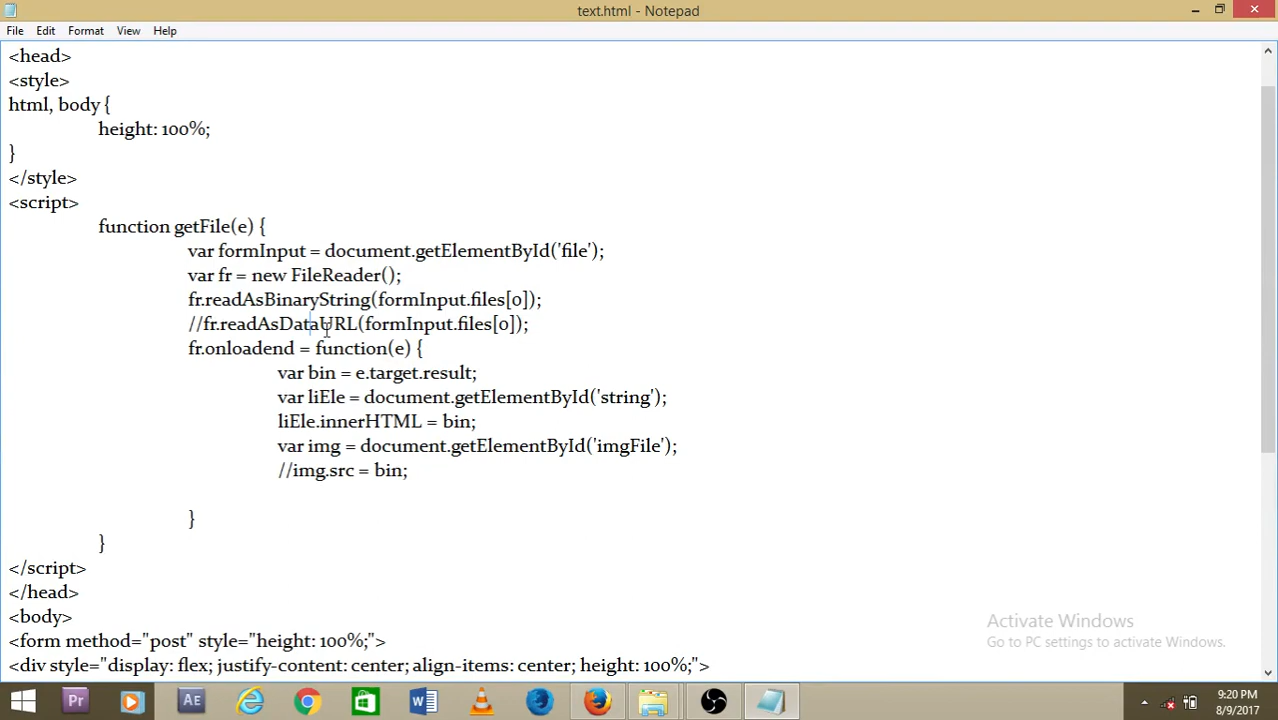 text.html - Notepad
File Edit Format View Help
<head>
<style>
html, body {
height: 100%;
}
</style>
<script>
function getFile(e) {
var formInput = document.getElementById('file');
var fr = new FileReader();
fr.readAsBinaryString(formInput.files[0]);
//fr.readAsDataURL(formInput.files[0]);
fr.onloadend = function(e) {
var bin = e.target.result;
var liEle = document.getElementById('string');
liEle.innerHTML = bin;
var img = document.getElementById('imgFile');
//img.src = bin;
}
}
</script>
</head>
<body>
<form method="post" style="height: 100%;">
<div style="display: flex; justify-content: center; align-items: center; height: 100%;">
Activate Windows
Go to PC settings to activate Windows.
Pr
AE
9:20 PM
8/9/2017